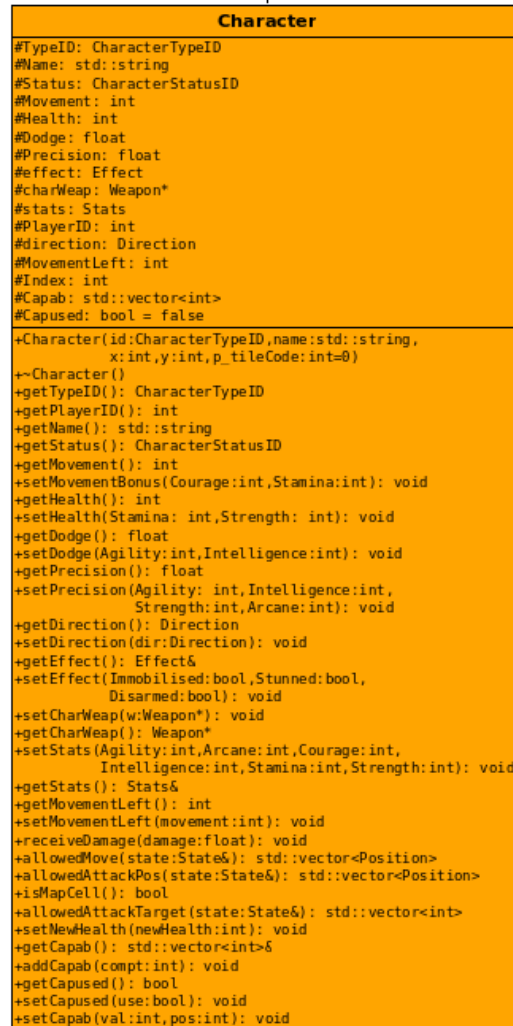 Character
#TypeID: CharacterTypeID
#Name: std::string
#Status: CharacterStatusID
#Movement: int
#Health: int
#Dodge: float
#Precision: float
#effect: Effect
#charWeap: Weapon*
#stats: Stats
#PlayerID: int
#direction: Direction
#MovementLeft: int
#Index: int
#Capab: std::vector<int>
#Capused: bool = false
+Character(id:CharacterTypeID,name:std::string,
x:int,y:int,p_tileCode:int=0)
+~Character()
+getTypeID(): CharacterTypeID
+getPlayerID(): int
+getName(): std::string
+getStatus(): CharacterStatusID
+getMovement(): int
+setMovementBonus(Courage:int,Stamina:int): void
+getHealth(): int
+setHealth(Stamina: int,Strength: int): void
+getDodge(): float
+setDodge(Agility:int,Intelligence:int): void
+getPrecision(): float
+setPrecision(Agility: int,Intelligence:int,
Strength:int,Arcane:int): void
+getDirection(): Direction
+setDirection(dir:Direction): void
+getEffect(): Effect&
+setEffect(Immobilised:bool,Stunned:bool,
Disarmed:bool): void
+setCharWeap(w:Weapon*): void
+getCharWeap(): Weapon*
+setStats(Agility:int,Arcane:int,Courage:int,
Intelligence:int,Stamina:int,Strength:int): void
+getStats(): Stats&
+getMovementLeft(): int
+setMovementLeft(movement:int): void
+receiveDamage(damage:float): void
+allowedMove(state:State&): std::vector<Position>
+allowedAttackPos(state:State&): std::vector<Position>
+isMapCell(): bool
+allowedAttackTarget(state:State&): std::vector<int>
+setNewHealth(newHealth:int): void
+getCapab(): std::vector<int>&
+addCapab(compt:int): void
+getCapused(): bool
+setCapused(use:bool): void
+setCapab(val:int,pos:int): void